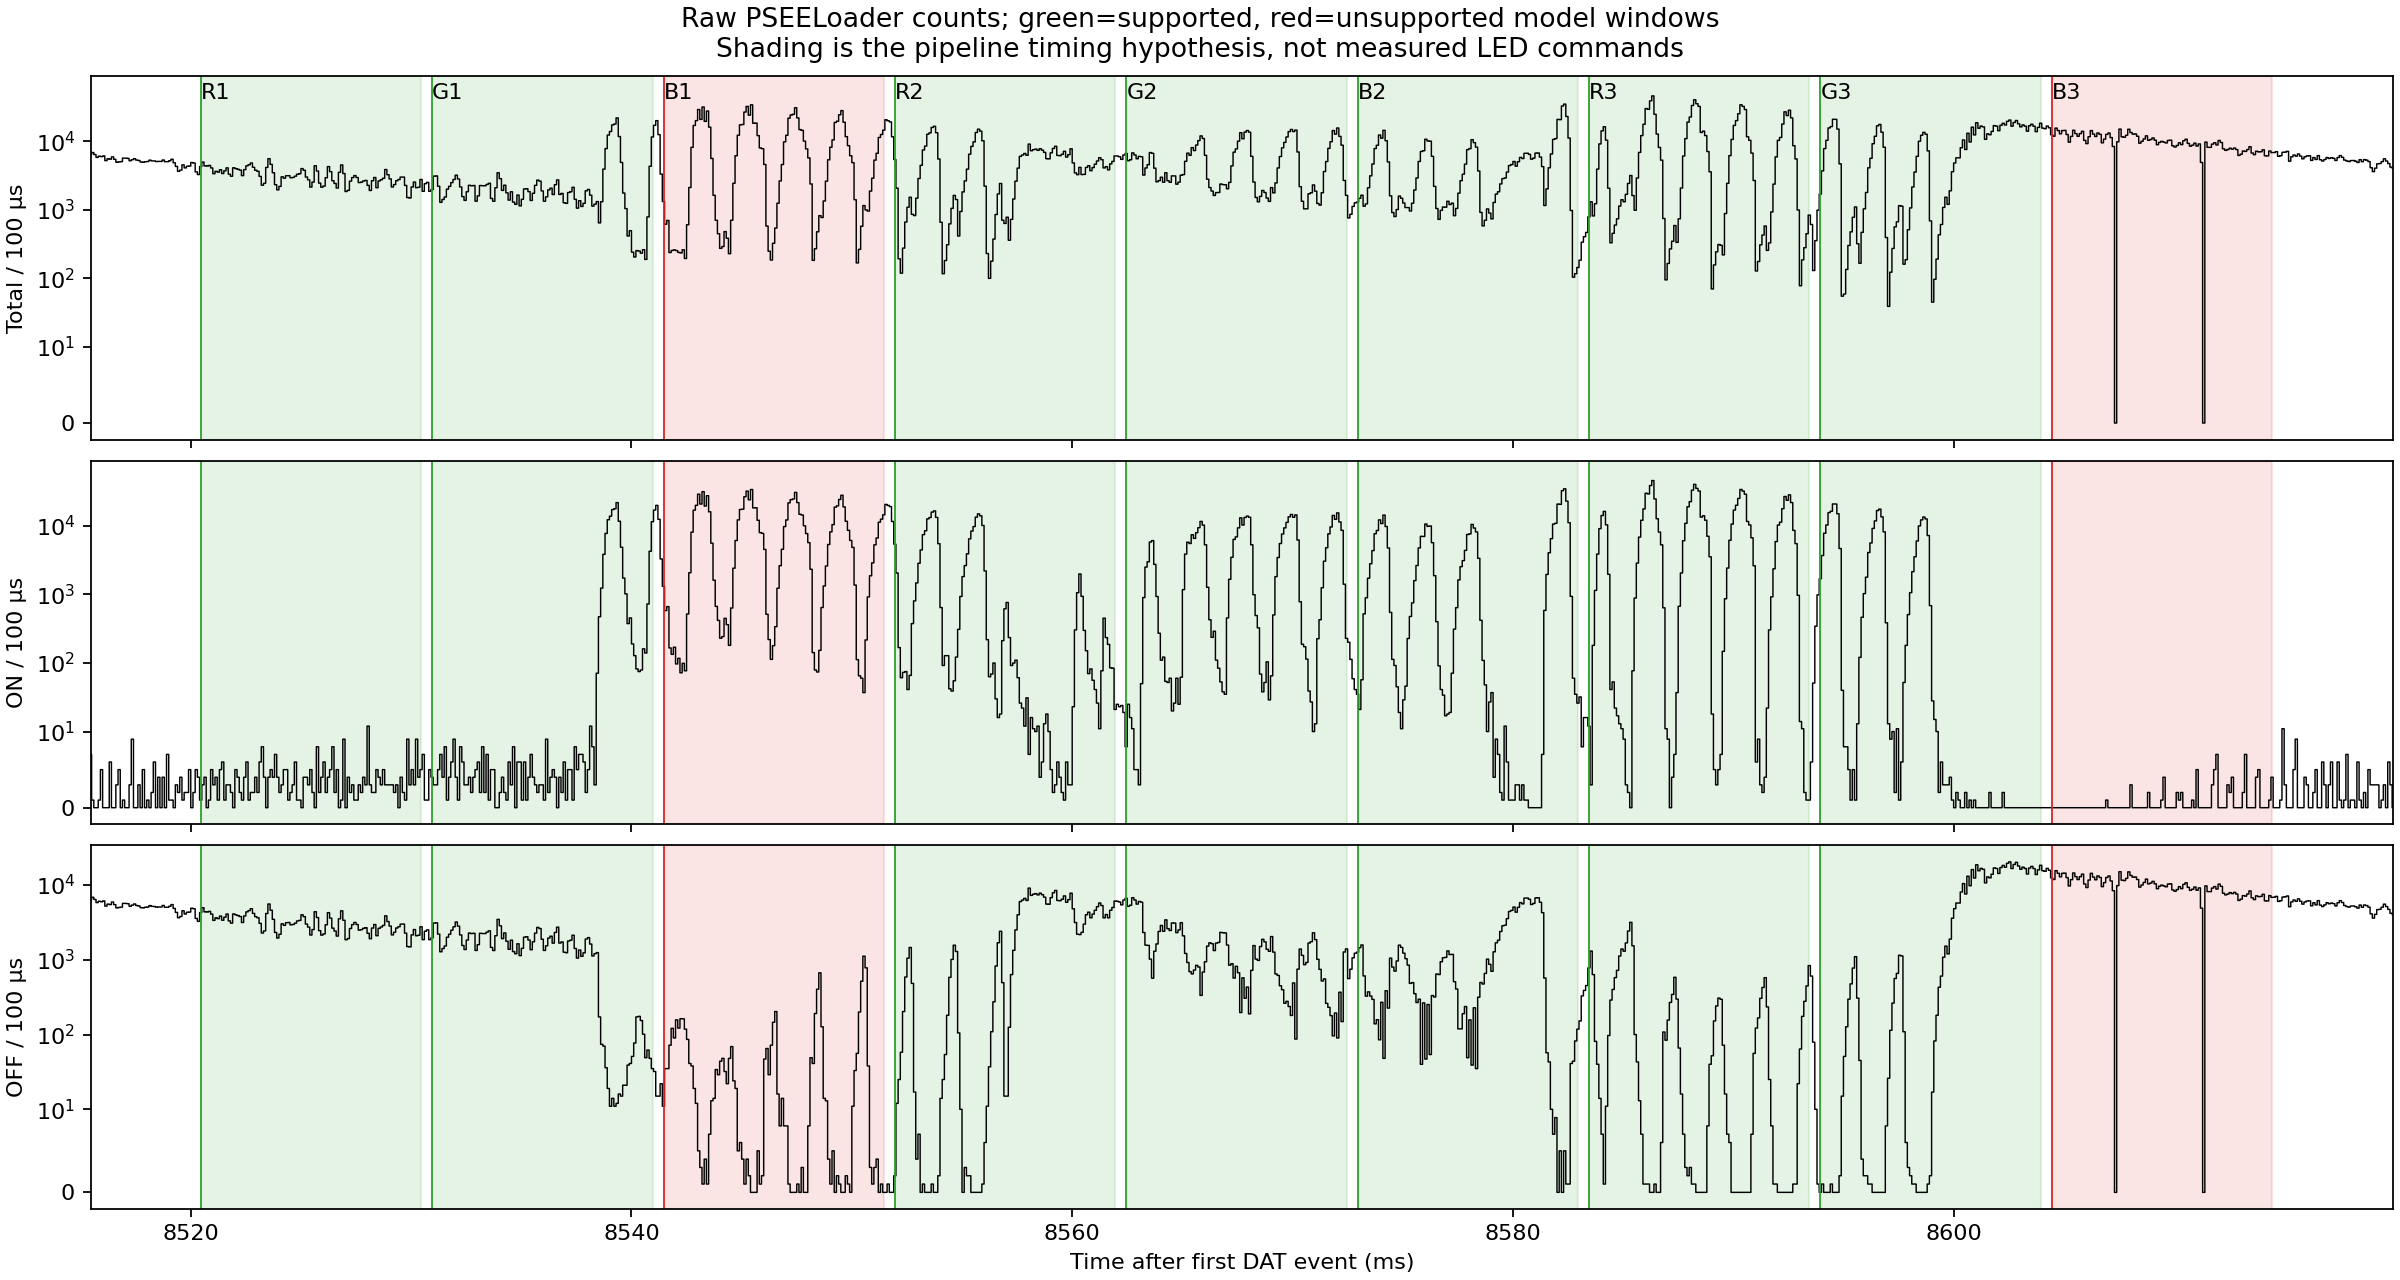 Raw PSEELoader counts; green=supported, red=unsupported model windows
Shading is the pipeline timing hypothesis, not measured LED commands
R1 G1 B1 R2 G2 B2 R3 G3 B3
Total / 100 µs
10⁴
10³
10²
10¹
0
ON / 100 µs
10⁴
10³
10²
10¹
0
OFF / 100 µs
10⁴
10³
10²
10¹
0
8520 8540 8560 8580 8600
Time after first DAT event (ms)